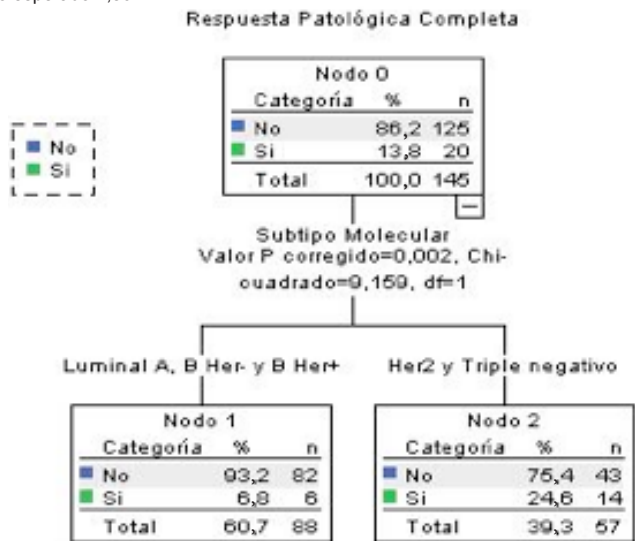 Respuesta Patológica Completa
No
Si
Nodo 0
Categoría % n
No 86,2 125
Si 13,8 20
Total 100,0 145
Subtipo Molecular
Valor P corregido=0,002, Chi-
cuadrado=9,159, df=1
Luminal A, B Her- y B Her+
Her2 y Triple negativo
Nodo 1
Categoría % n
No 93,2 82
Si 6,8 6
Total 60,7 88
Nodo 2
Categoría % n
No 75,4 43
Si 24,6 14
Total 39,3 57